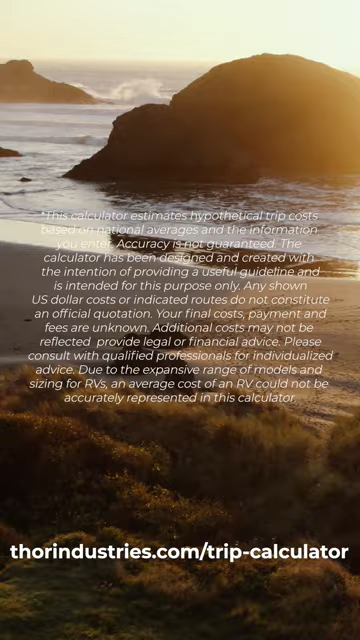 *This calculator estimates hypothetical trip costs
based on national averages and the information
you enter. Accuracy is not guaranteed. The
calculator has been designed and created with
the intention of providing a useful guideline and
is intended for this purpose only. Any shown
US dollar costs or indicated routes do not constitute
an official quotation. Your final costs, payment and
fees are unknown. Additional costs may not be
reflected  provide legal or financial advice. Please
consult with qualified professionals for individualized
advice. Due to the expansive range of models and
sizing for RVs, an average cost of an RV could not be
accurately represented in this calculator.
thorindustries.com/trip-calculator